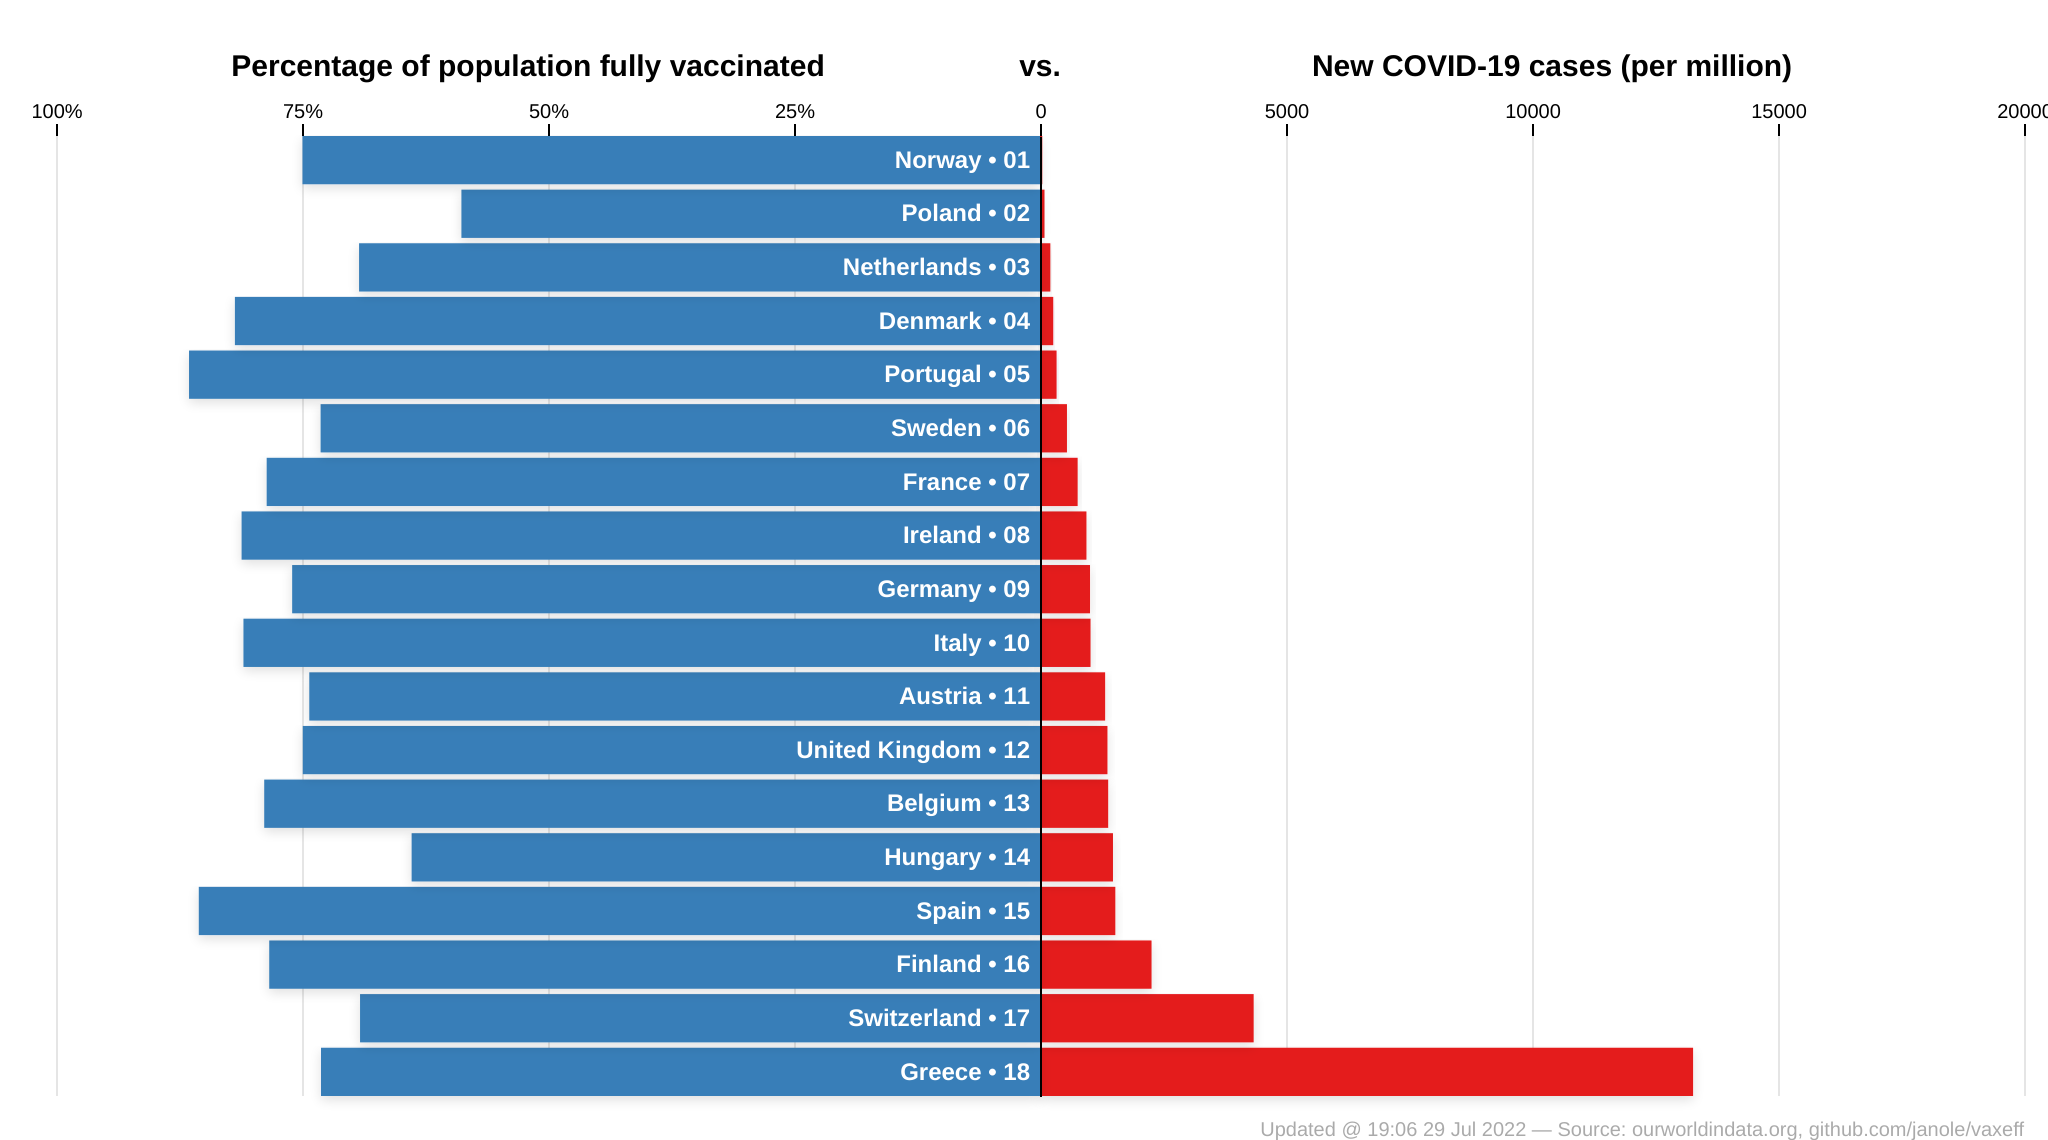 Percentage of population fully vaccinated vs. New COVID-19 cases (per million)
100% 75% 50% 25% 0 5000 10000 15000 20000
Norway • 01
Poland • 02
Netherlands • 03
Denmark • 04
Portugal • 05
Sweden • 06
France • 07
Ireland • 08
Germany • 09
Italy • 10
Austria • 11
United Kingdom • 12
Belgium • 13
Hungary • 14
Spain • 15
Finland • 16
Switzerland • 17
Greece • 18
Updated @ 19:06 29 Jul 2022 — Source: ourworldindata.org, github.com/janole/vaxeff